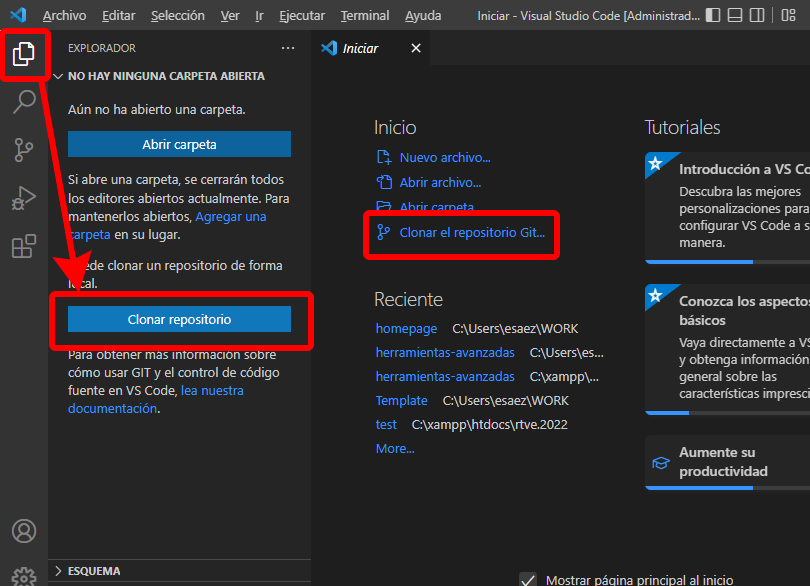 Archivo Editar Selección Ver Ir Ejecutar Terminal Ayuda Iniciar - Visual Studio Code [Administrad...
EXPLORADOR
NO HAY NINGUNA CARPETA ABIERTA
Aún no ha abierto una carpeta.
Abrir carpeta
Si abre una carpeta, se cerrarán todos
los editores abiertos actualmente. Para
mantenerlos abiertos, Agregar una
carpeta en su lugar.
clonar un repositorio de forma
local.
Clonar repositorio
Para obtener más información sobre
cómo usar GIT y el control de código
fuente en VS Code, lea nuestra
documentación.
ESQUEMA
Iniciar
Inicio
Nuevo archivo...
Abrir archivo...
Abrir carpeta
Clonar el repositorio Git...
Reciente
homepage C:\Users\esaez\WORK
herramientas-avanzadas C:\Users\es...
herramientas-avanzadas C:\xampp\...
Template C:\Users\esaez\WORK
test C:\xampp\htdocs\rtve.2022
More...
Tutoriales
Introducción a VS Co
Descubra las mejores
personalizaciones para
configurar VS Code a s
manera.
Conozca los aspectos
básicos
Vaya directamente a VS
y obtenga información
general sobre las
características impresci
Aumente su
productividad
Mostrar página principal al inicio